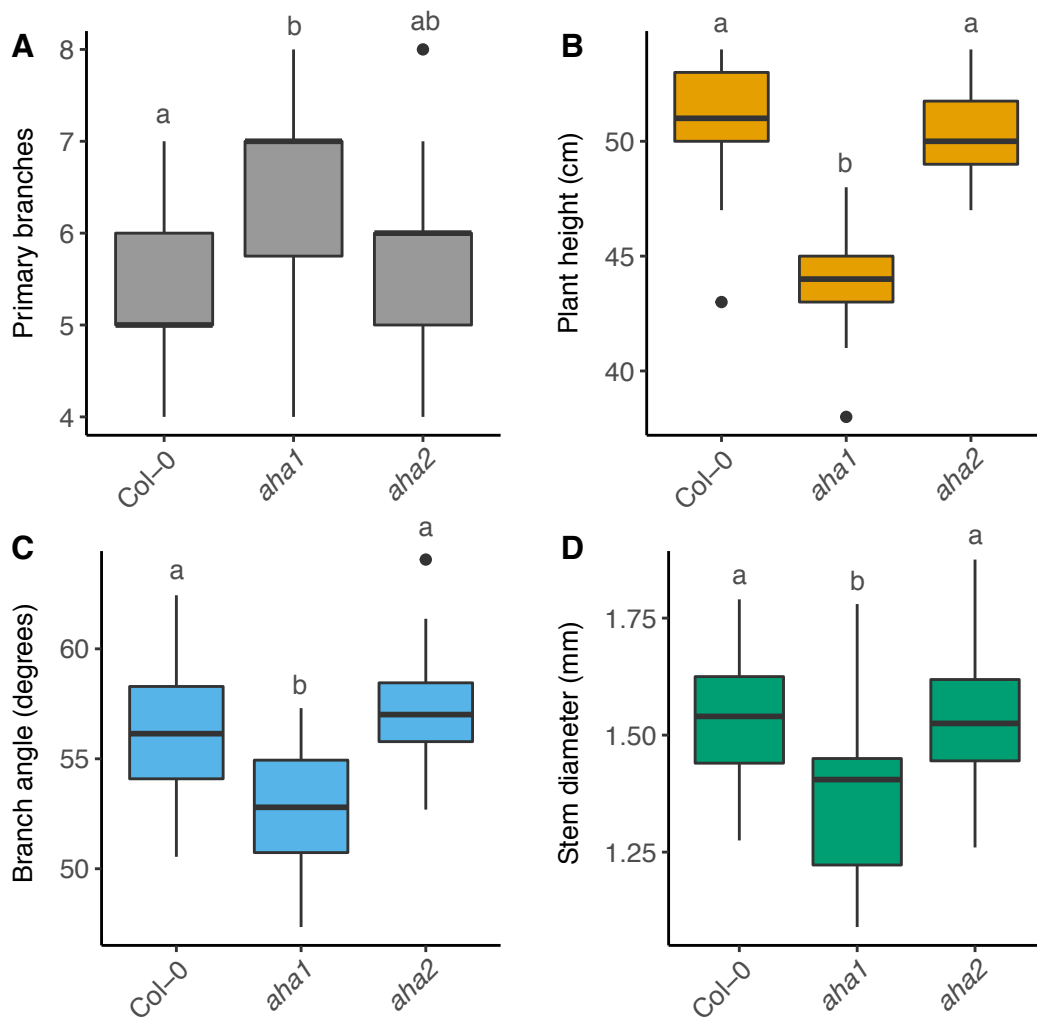 A
Primary branches
8
7
6
5
4
a
b
ab
Col−0
aha1
aha2
B
Plant height (cm)
50
45
40
a
b
a
Col−0
aha1
aha2
C
Branch angle (degrees)
60
55
50
a
b
a
Col−0
aha1
aha2
D
Stem diameter (mm)
1.75
1.50
1.25
a
b
a
Col−0
aha1
aha2